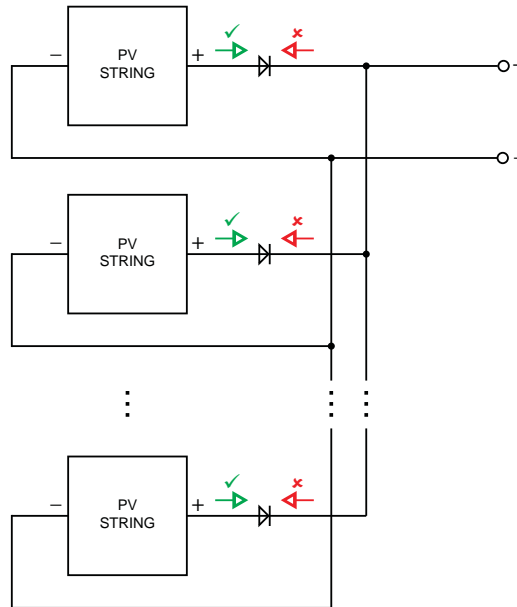 PV
STRING
− +
PV
STRING
− +
PV
STRING
− +